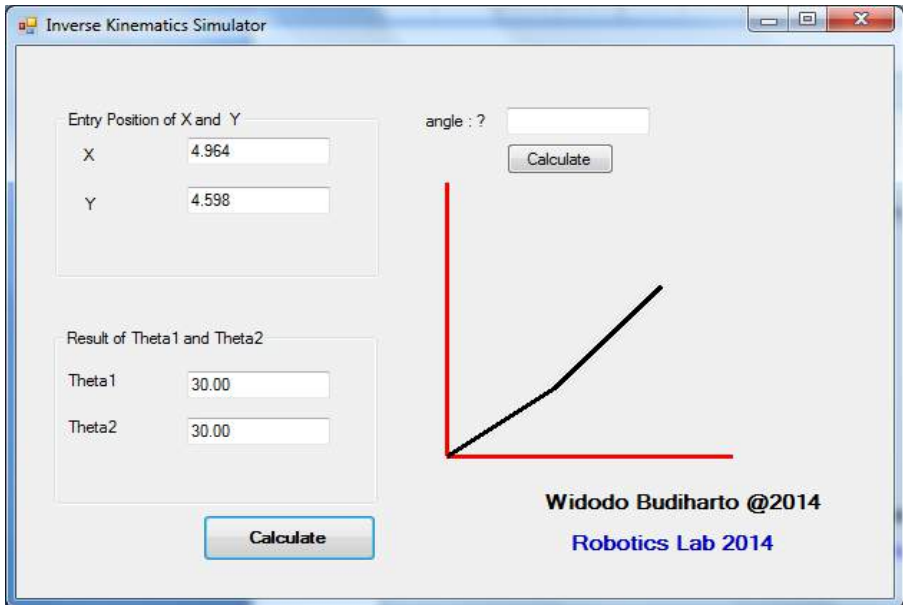 Inverse Kinematics Simulator
Entry Position of X and Y
X 4.964
Y 4.598
angle : ?
Calculate
Result of Theta1 and Theta2
Theta1 30.00
Theta2 30.00
Calculate
Widodo Budiharto @2014
Robotics Lab 2014